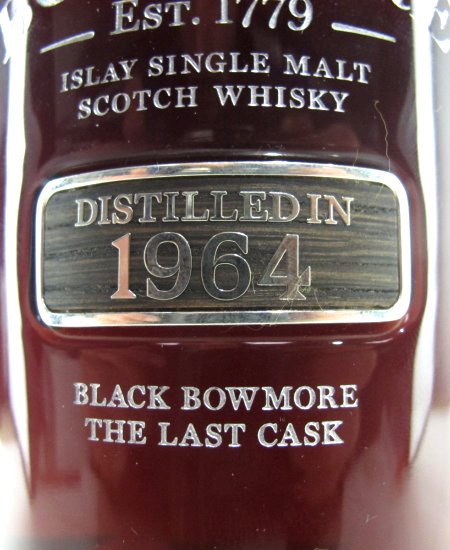 EST. 1779
ISLAY SINGLE MALT
SCOTCH WHISKY
DISTILLED IN
1964
BLACK BOWMORE
THE LAST CASK